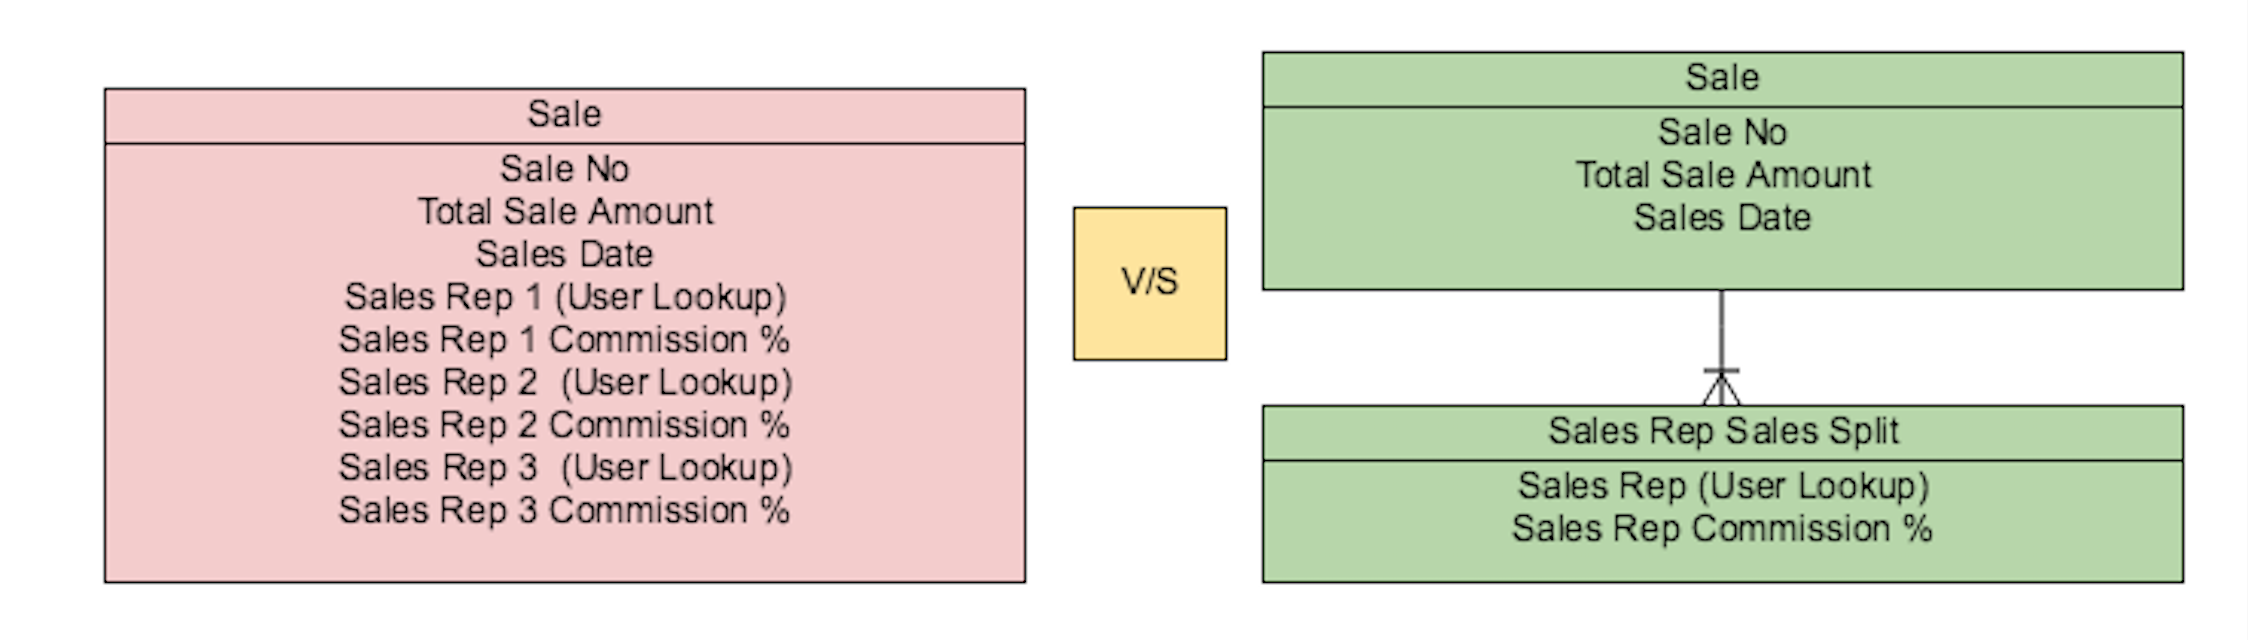 Sale
Sale No
Total Sale Amount
Sales Date
Sales Rep 1 (User Lookup)
Sales Rep 1 Commission %
Sales Rep 2  (User Lookup)
Sales Rep 2 Commission %
Sales Rep 3  (User Lookup)
Sales Rep 3 Commission %
V/S
Sale
Sale No
Total Sale Amount
Sales Date
Sales Rep Sales Split
Sales Rep (User Lookup)
Sales Rep Commission %